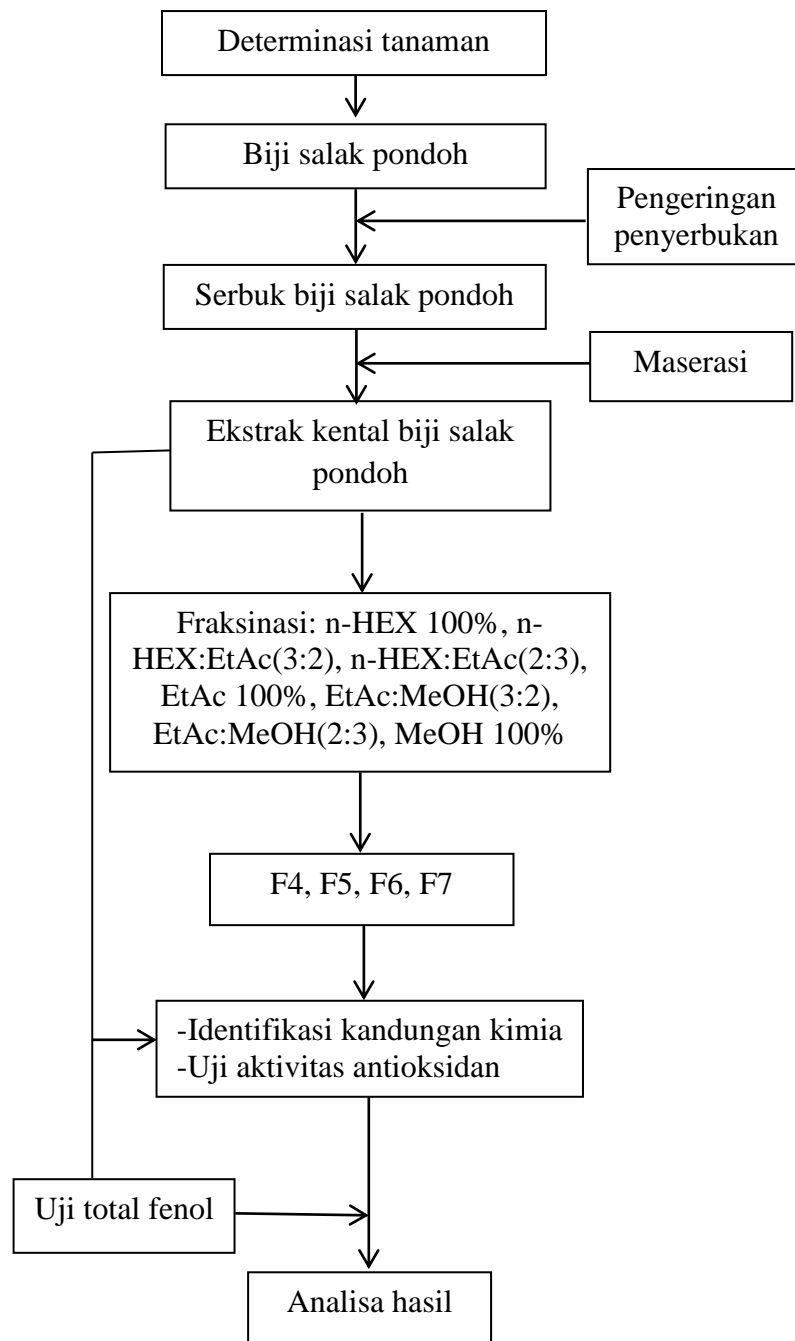 Determinasi tanaman
Biji salak pondoh
Pengeringan
penyerbukan
Serbuk biji salak pondoh
Maserasi
Ekstrak kental biji salak
pondoh
Fraksinasi: n-HEX 100%, n-
HEX:EtAc(3:2), n-HEX:EtAc(2:3),
EtAc 100%, EtAc:MeOH(3:2),
EtAc:MeOH(2:3), MeOH 100%
F4, F5, F6, F7
-Identifikasi kandungan kimia
-Uji aktivitas antioksidan
Uji total fenol
Analisa hasil